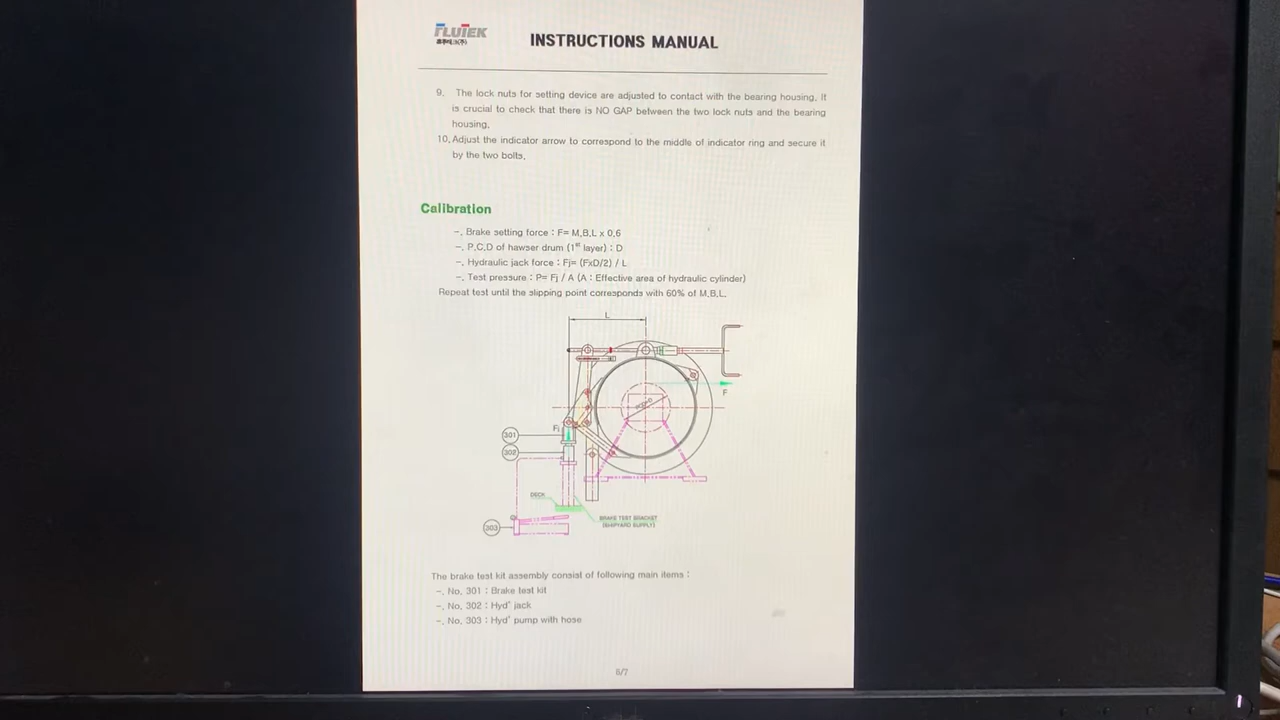 FLUTEK
INSTRUCTIONS MANUAL
9. The lock nuts for setting device are adjusted to contact with the bearing housing. It
is crucial to check that there is NO GAP between the two lock nuts and the bearing
housing.
10. Adjust the indicator arrow to correspond to the middle of indicator ring and secure it
by the two bolts.
Calibration
-. Brake setting force : F= M.B.L x 0.6
-. P.C.D of hawser drum (1st layer) : D
-. Hydraulic jack force : Fj= (FxD/2) / L
-. Test pressure : P= Fj / A (A : Effective area of hydraulic cylinder)
Repeat test until the slipping point corresponds with 60% of M.B.L.
L
F
Fj
301
302
DECK
BRAKE TEST BRACKET
(SHIPYARD SUPPLY)
303
The brake test kit assembly consist of following main items :
-. No. 301 : Brake test kit
-. No. 302 : Hyd' jack
-. No. 303 : Hyd' pump with hose
6/7